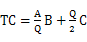 TC = A/Q B + Q/2 C